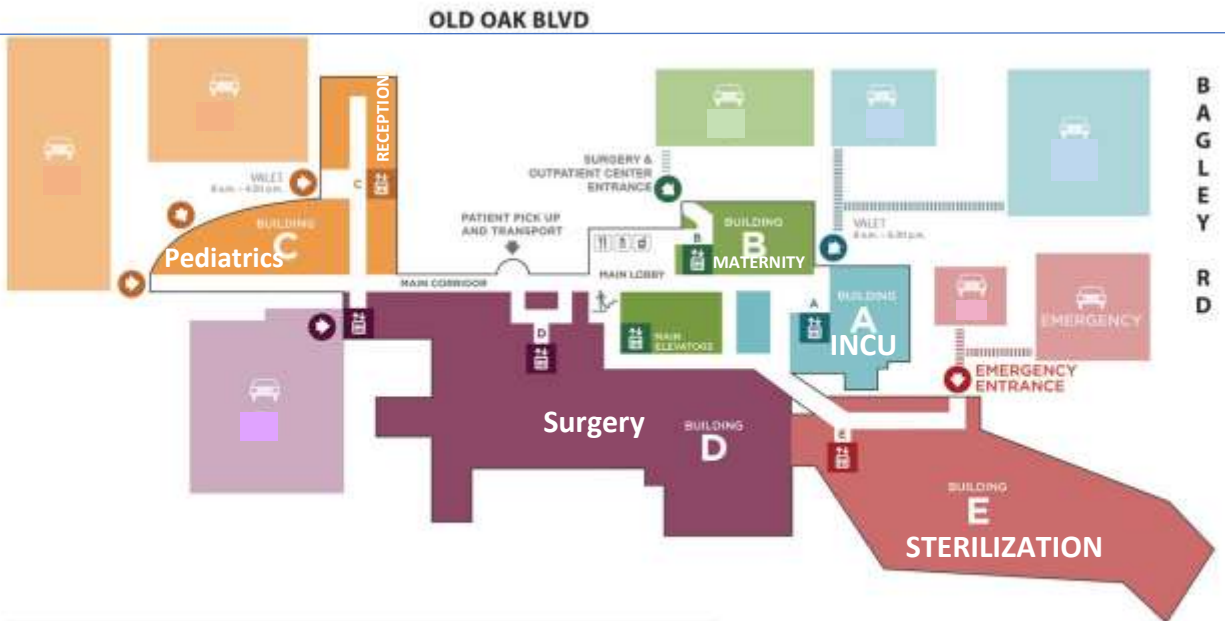 OLD OAK BLVD
BAGLEY RD
RECEPTION
C
VALET
BUILDING
C
Pediatrics
PATIENT PICK UP
AND TRANSPORT
SURGERY &
OUTPATIENT CENTER
ENTRANCE
BUILDING
B
B
MATERNITY
VALET
MAIN CORRIDOR
MAIN LOBBY
MAIN
ELEVATORS
A
BUILDING
A
INCU
EMERGENCY
EMERGENCY
ENTRANCE
D
Surgery
BUILDING
D
E
BUILDING
E
STERILIZATION